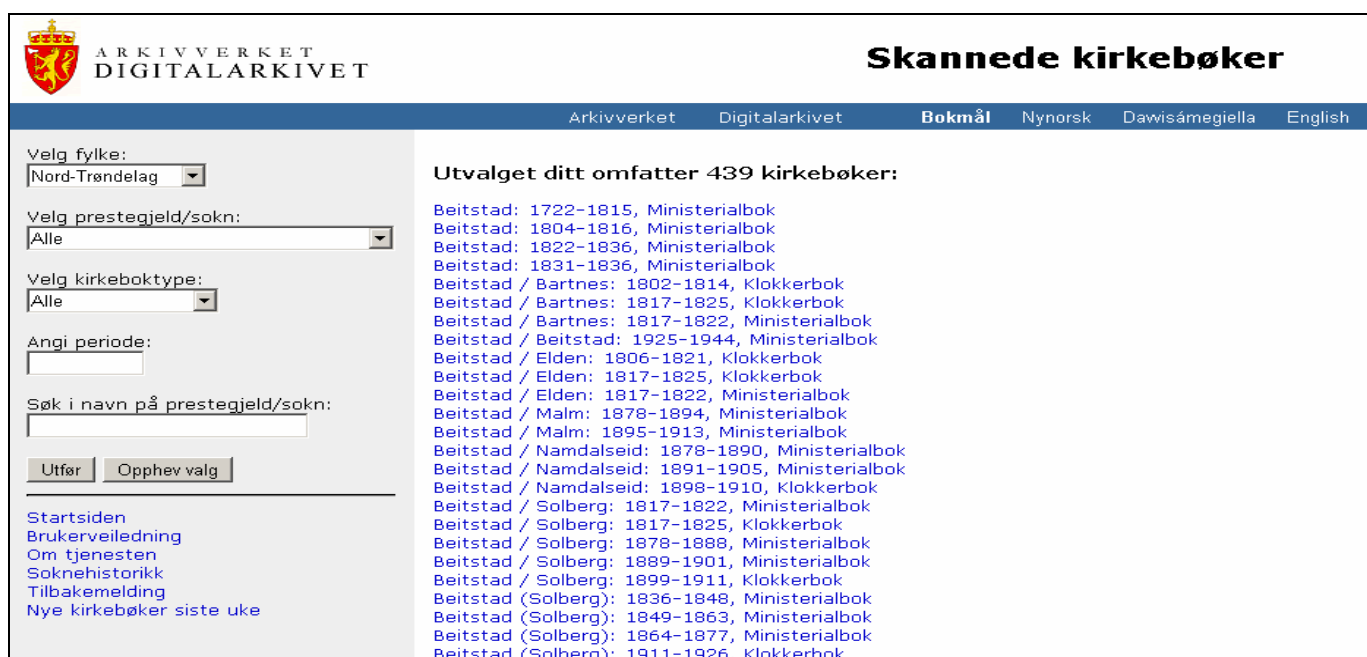 ARKIVVERKET
DIGITALARKIVET
Skannede kirkebøker
Arkivverket Digitalarkivet Bokmål Nynorsk Dawisámegiella English
Velg fylke:
Nord-Trøndelag
Velg prestegjeld/sokn:
Alle
Velg kirkeboktype:
Alle
Angi periode:
Søk i navn på prestegjeld/sokn:
Utfør Opphev valg
Startsiden
Brukerveiledning
Om tjenesten
Soknehistorikk
Tilbakemelding
Nye kirkebøker siste uke
Utvalget ditt omfatter 439 kirkebøker:
Beitstad: 1722-1815, Ministerialbok
Beitstad: 1804-1816, Ministerialbok
Beitstad: 1822-1836, Ministerialbok
Beitstad: 1831-1836, Ministerialbok
Beitstad / Bartnes: 1802-1814, Klokkerbok
Beitstad / Bartnes: 1817-1825, Klokkerbok
Beitstad / Bartnes: 1817-1822, Ministerialbok
Beitstad / Beitstad: 1925-1944, Ministerialbok
Beitstad / Elden: 1806-1821, Klokkerbok
Beitstad / Elden: 1817-1825, Klokkerbok
Beitstad / Elden: 1817-1822, Ministerialbok
Beitstad / Malm: 1878-1894, Ministerialbok
Beitstad / Malm: 1895-1913, Ministerialbok
Beitstad / Namdalseid: 1878-1890, Ministerialbok
Beitstad / Namdalseid: 1891-1905, Ministerialbok
Beitstad / Namdalseid: 1898-1910, Klokkerbok
Beitstad / Solberg: 1817-1822, Ministerialbok
Beitstad / Solberg: 1817-1825, Klokkerbok
Beitstad / Solberg: 1878-1888, Ministerialbok
Beitstad / Solberg: 1889-1901, Ministerialbok
Beitstad / Solberg: 1899-1911, Klokkerbok
Beitstad (Solberg): 1836-1848, Ministerialbok
Beitstad (Solberg): 1849-1863, Ministerialbok
Beitstad (Solberg): 1864-1877, Ministerialbok
Beitstad (Solberg): 1911-1926, Klokkerbok